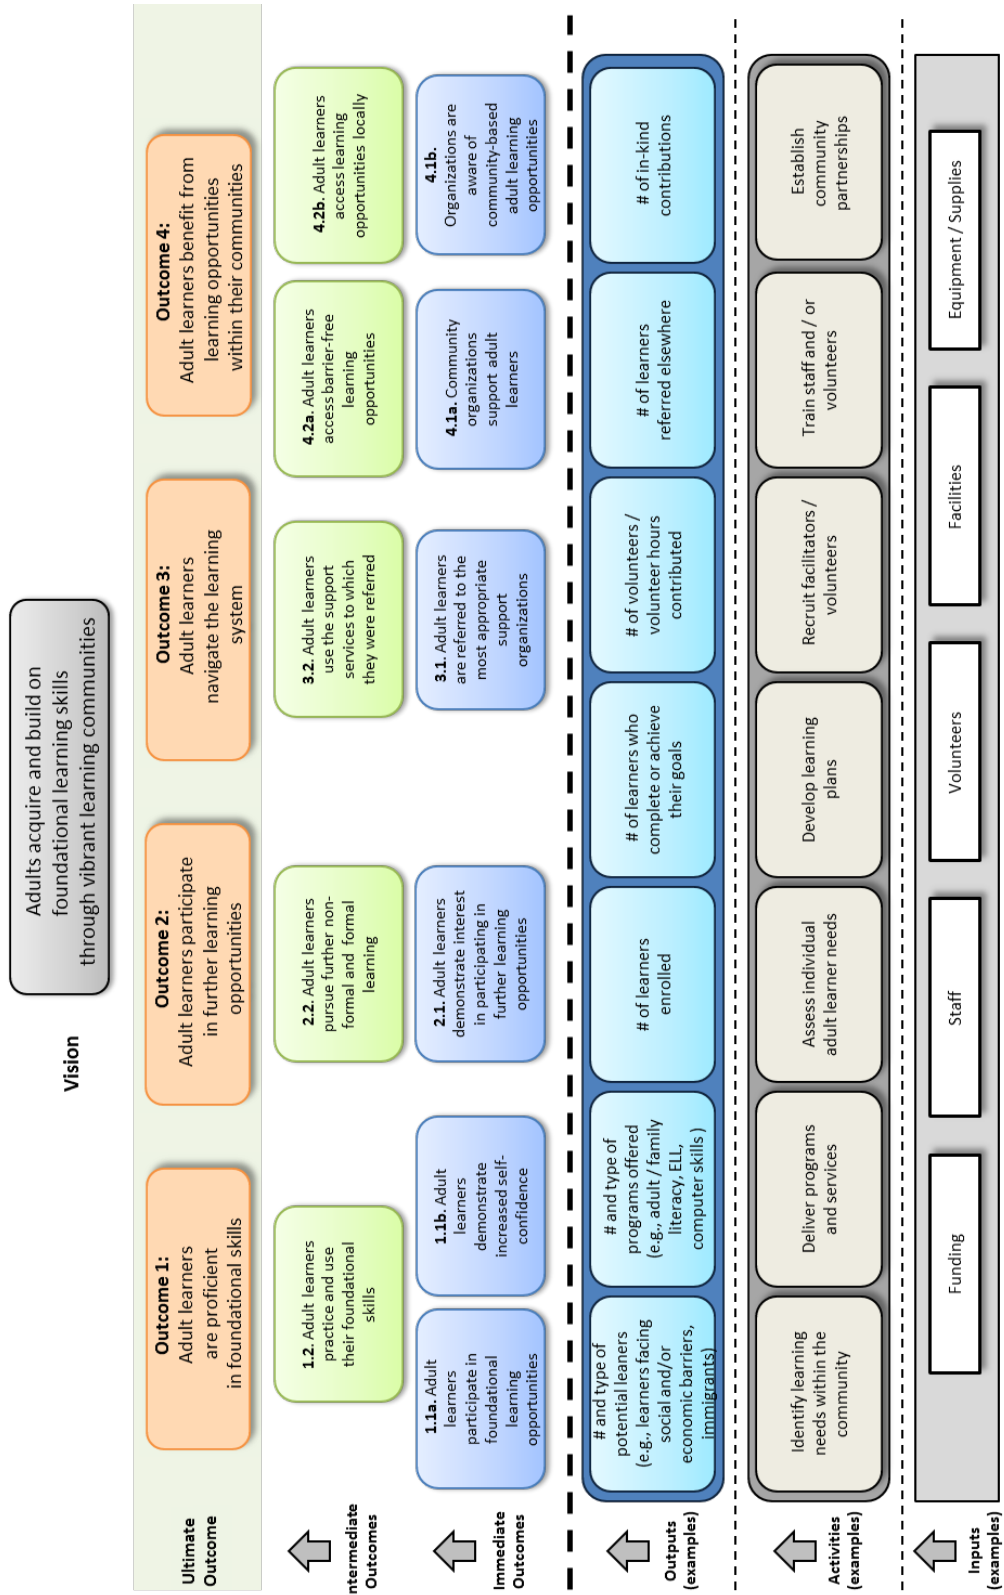 Vision
Adults acquire and build on
foundational learning skills
through vibrant learning communities
Ultimate
Outcome
Outcome 1:
Adult learners
are proficient
in foundational skills
Outcome 2:
Adult learners participate
in further learning
opportunities
Outcome 3:
Adult learners
navigate the learning
system
Outcome 4:
Adult learners benefit from
learning opportunities
within their communities
ntermediate
Outcomes
1.2. Adult learners
practice and use
their foundational
skills
2.2. Adult learners
pursue further non-
formal and formal
learning
3.2. Adult learners
use the support
services to which
they were referred
4.2a. Adult learners
access barrier-free
learning
opportunities
4.2b. Adult learners
access learning
opportunities locally
Immediate
Outcomes
1.1a. Adult
learners
participate in
foundational
learning
opportunities
1.1b. Adult
learners
demonstrate
increased self-
confidence
2.1. Adult learners
demonstrate interest
in participating in
further learning
opportunities
3.1. Adult learners
are referred to the
most appropriate
support
organizations
4.1a. Community
organizations
support adult
learners
4.1b.
Organizations are
aware of
community-based
adult learning
opportunities
Outputs
(examples)
# and type of
potential leaners
(e.g., learners facing
social and/or
economic barriers,
immigrants)
# and type of
programs offered
(e.g., adult / family
literacy, ELL,
computer skills )
# of learners
enrolled
# of learners who
complete or achieve
their goals
# of volunteers /
volunteer hours
contributed
# of learners
referred elsewhere
# of in-kind
contributions
Activities
(examples)
Identify learning
needs within the
community
Deliver programs
and services
Assess individual
adult learner needs
Develop learning
plans
Recruit facilitators /
volunteers
Train staff and / or
volunteers
Establish
community
partnerships
Inputs
(examples)
Funding
Staff
Volunteers
Facilities
Equipment / Supplies